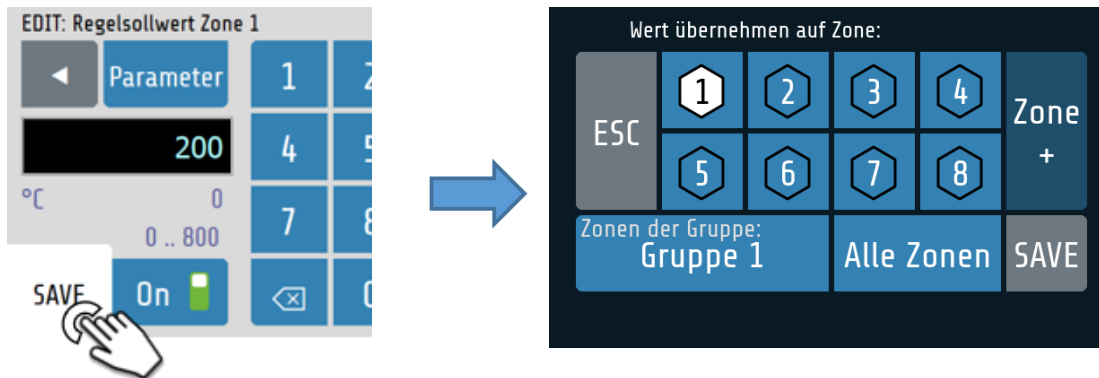 EDIT: Regelsollwert Zone 1
◄ Parameter 1
200 4
°C 0
0 .. 800 7
SAVE On
Wert übernehmen auf Zone:
ESC 1 2 3 4 Zone +
5 6 7 8
Zonen der Gruppe:
Gruppe 1 Alle Zonen SAVE